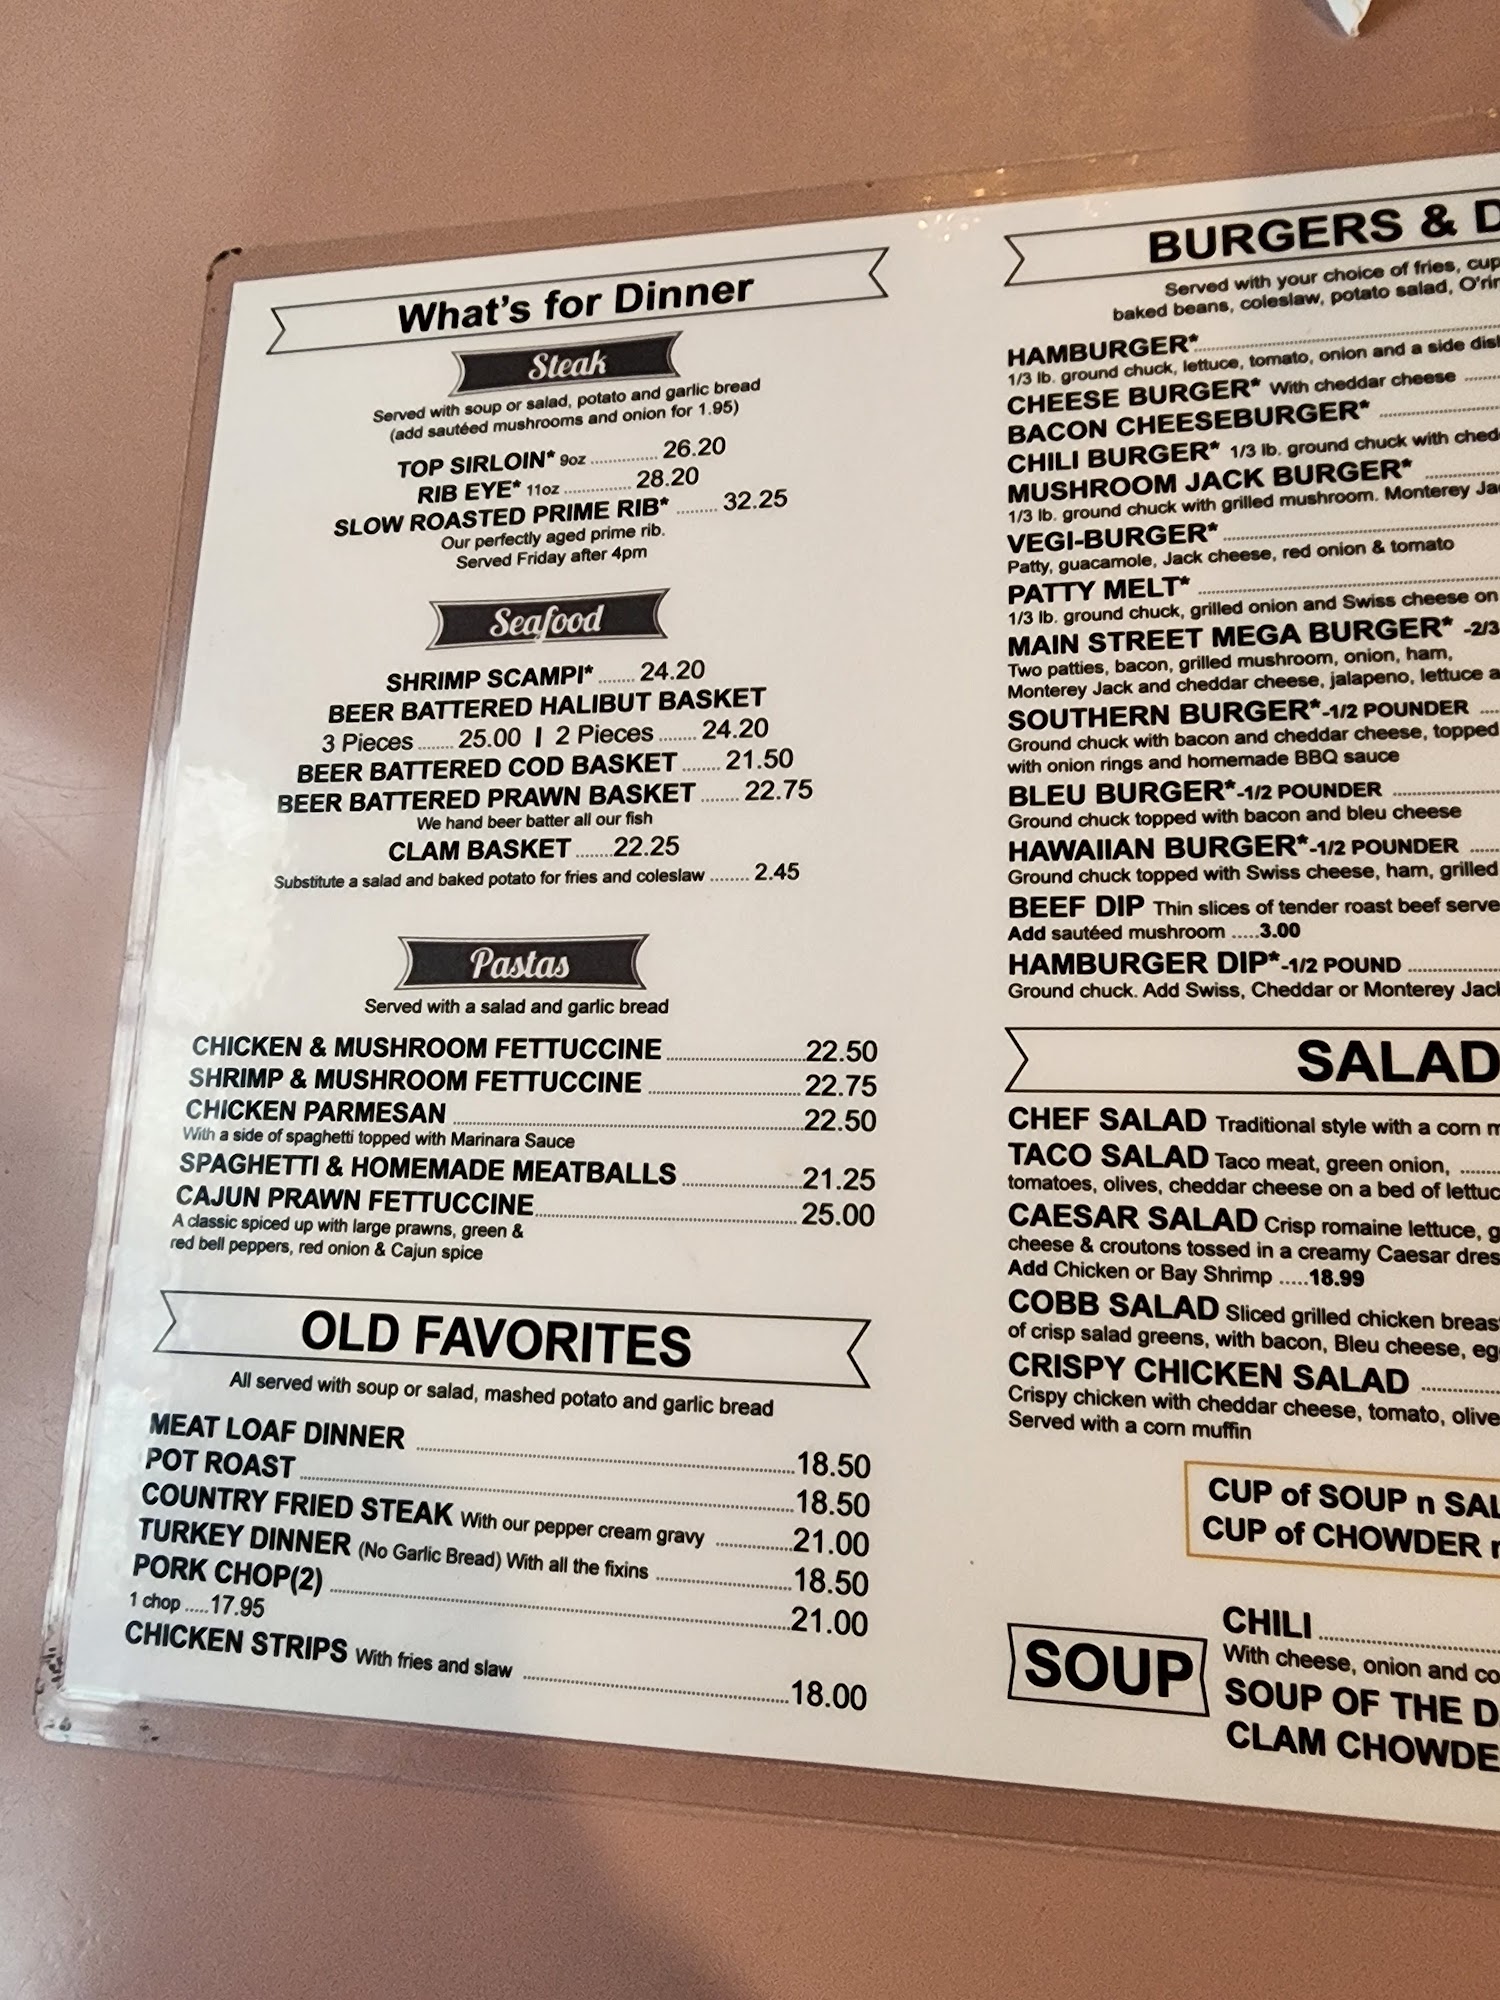 What's for Dinner
Steak
Served with soup or salad, potato and garlic bread
(add sautéed mushrooms and onion for 1.95)
TOP SIRLOIN* 9oz ............. 26.20
RIB EYE* 11oz ............. 28.20
SLOW ROASTED PRIME RIB* ........ 32.25
Our perfectly aged prime rib.
Served Friday after 4pm
Seafood
SHRIMP SCAMPI* ....... 24.20
BEER BATTERED HALIBUT BASKET
3 Pieces ....... 25.00 | 2 Pieces ....... 24.20
BEER BATTERED COD BASKET ........ 21.50
BEER BATTERED PRAWN BASKET ....... 22.75
We hand beer batter all our fish
CLAM BASKET .......22.25
Substitute a salad and baked potato for fries and coleslaw ........ 2.45
Pastas
Served with a salad and garlic bread
CHICKEN & MUSHROOM FETTUCCINE ............ 22.50
SHRIMP & MUSHROOM FETTUCCINE ............ 22.75
CHICKEN PARMESAN ............ 22.50
With a side of spaghetti topped with Marinara Sauce
SPAGHETTI & HOMEMADE MEATBALLS ............ 21.25
CAJUN PRAWN FETTUCCINE ............ 25.00
A classic spiced up with large prawns, green &
red bell peppers, red onion & Cajun spice
OLD FAVORITES
All served with soup or salad, mashed potato and garlic bread
MEAT LOAF DINNER ............ 18.50
POT ROAST ............ 18.50
COUNTRY FRIED STEAK With our pepper cream gravy ............ 21.00
TURKEY DINNER (No Garlic Bread) With all the fixins ............ 18.50
PORK CHOP(2) ............ 21.00
1 chop .....17.95
CHICKEN STRIPS With fries and slaw ............ 18.00
BURGERS & D
Served with your choice of fries, cup
baked beans, coleslaw, potato salad, O'rin
HAMBURGER* ............
1/3 lb. ground chuck, lettuce, tomato, onion and a side dish
CHEESE BURGER* With cheddar cheese ......
BACON CHEESEBURGER* ............
CHILI BURGER* 1/3 lb. ground chuck with ched
MUSHROOM JACK BURGER* ............
1/3 lb. ground chuck with grilled mushroom. Monterey Ja
VEGI-BURGER* ............
Patty, guacamole, Jack cheese, red onion & tomato
PATTY MELT* ............
1/3 lb. ground chuck, grilled onion and Swiss cheese on
MAIN STREET MEGA BURGER* -2/3
Two patties, bacon, grilled mushroom, onion, ham,
Monterey Jack and cheddar cheese, jalapeno, lettuce a
SOUTHERN BURGER*-1/2 POUNDER ....
Ground chuck with bacon and cheddar cheese, topped
with onion rings and homemade BBQ sauce
BLEU BURGER*-1/2 POUNDER ............
Ground chuck topped with bacon and bleu cheese
HAWAIIAN BURGER*-1/2 POUNDER ......
Ground chuck topped with Swiss cheese, ham, grilled
BEEF DIP Thin slices of tender roast beef serve
Add sautéed mushroom .....3.00
HAMBURGER DIP*-1/2 POUND ............
Ground chuck. Add Swiss, Cheddar or Monterey Jack
SALAD
CHEF SALAD Traditional style with a corn m
TACO SALAD Taco meat, green onion, .......
tomatoes, olives, cheddar cheese on a bed of lettuc
CAESAR SALAD Crisp romaine lettuce, g
cheese & croutons tossed in a creamy Caesar dres
Add Chicken or Bay Shrimp .....18.99
COBB SALAD Sliced grilled chicken breas
of crisp salad greens, with bacon, Bleu cheese, eg
CRISPY CHICKEN SALAD ............
Crispy chicken with cheddar cheese, tomato, olive
Served with a corn muffin
CUP of SOUP n SAL
CUP of CHOWDER n
SOUP
CHILI ............
With cheese, onion and co
SOUP OF THE D
CLAM CHOWDE